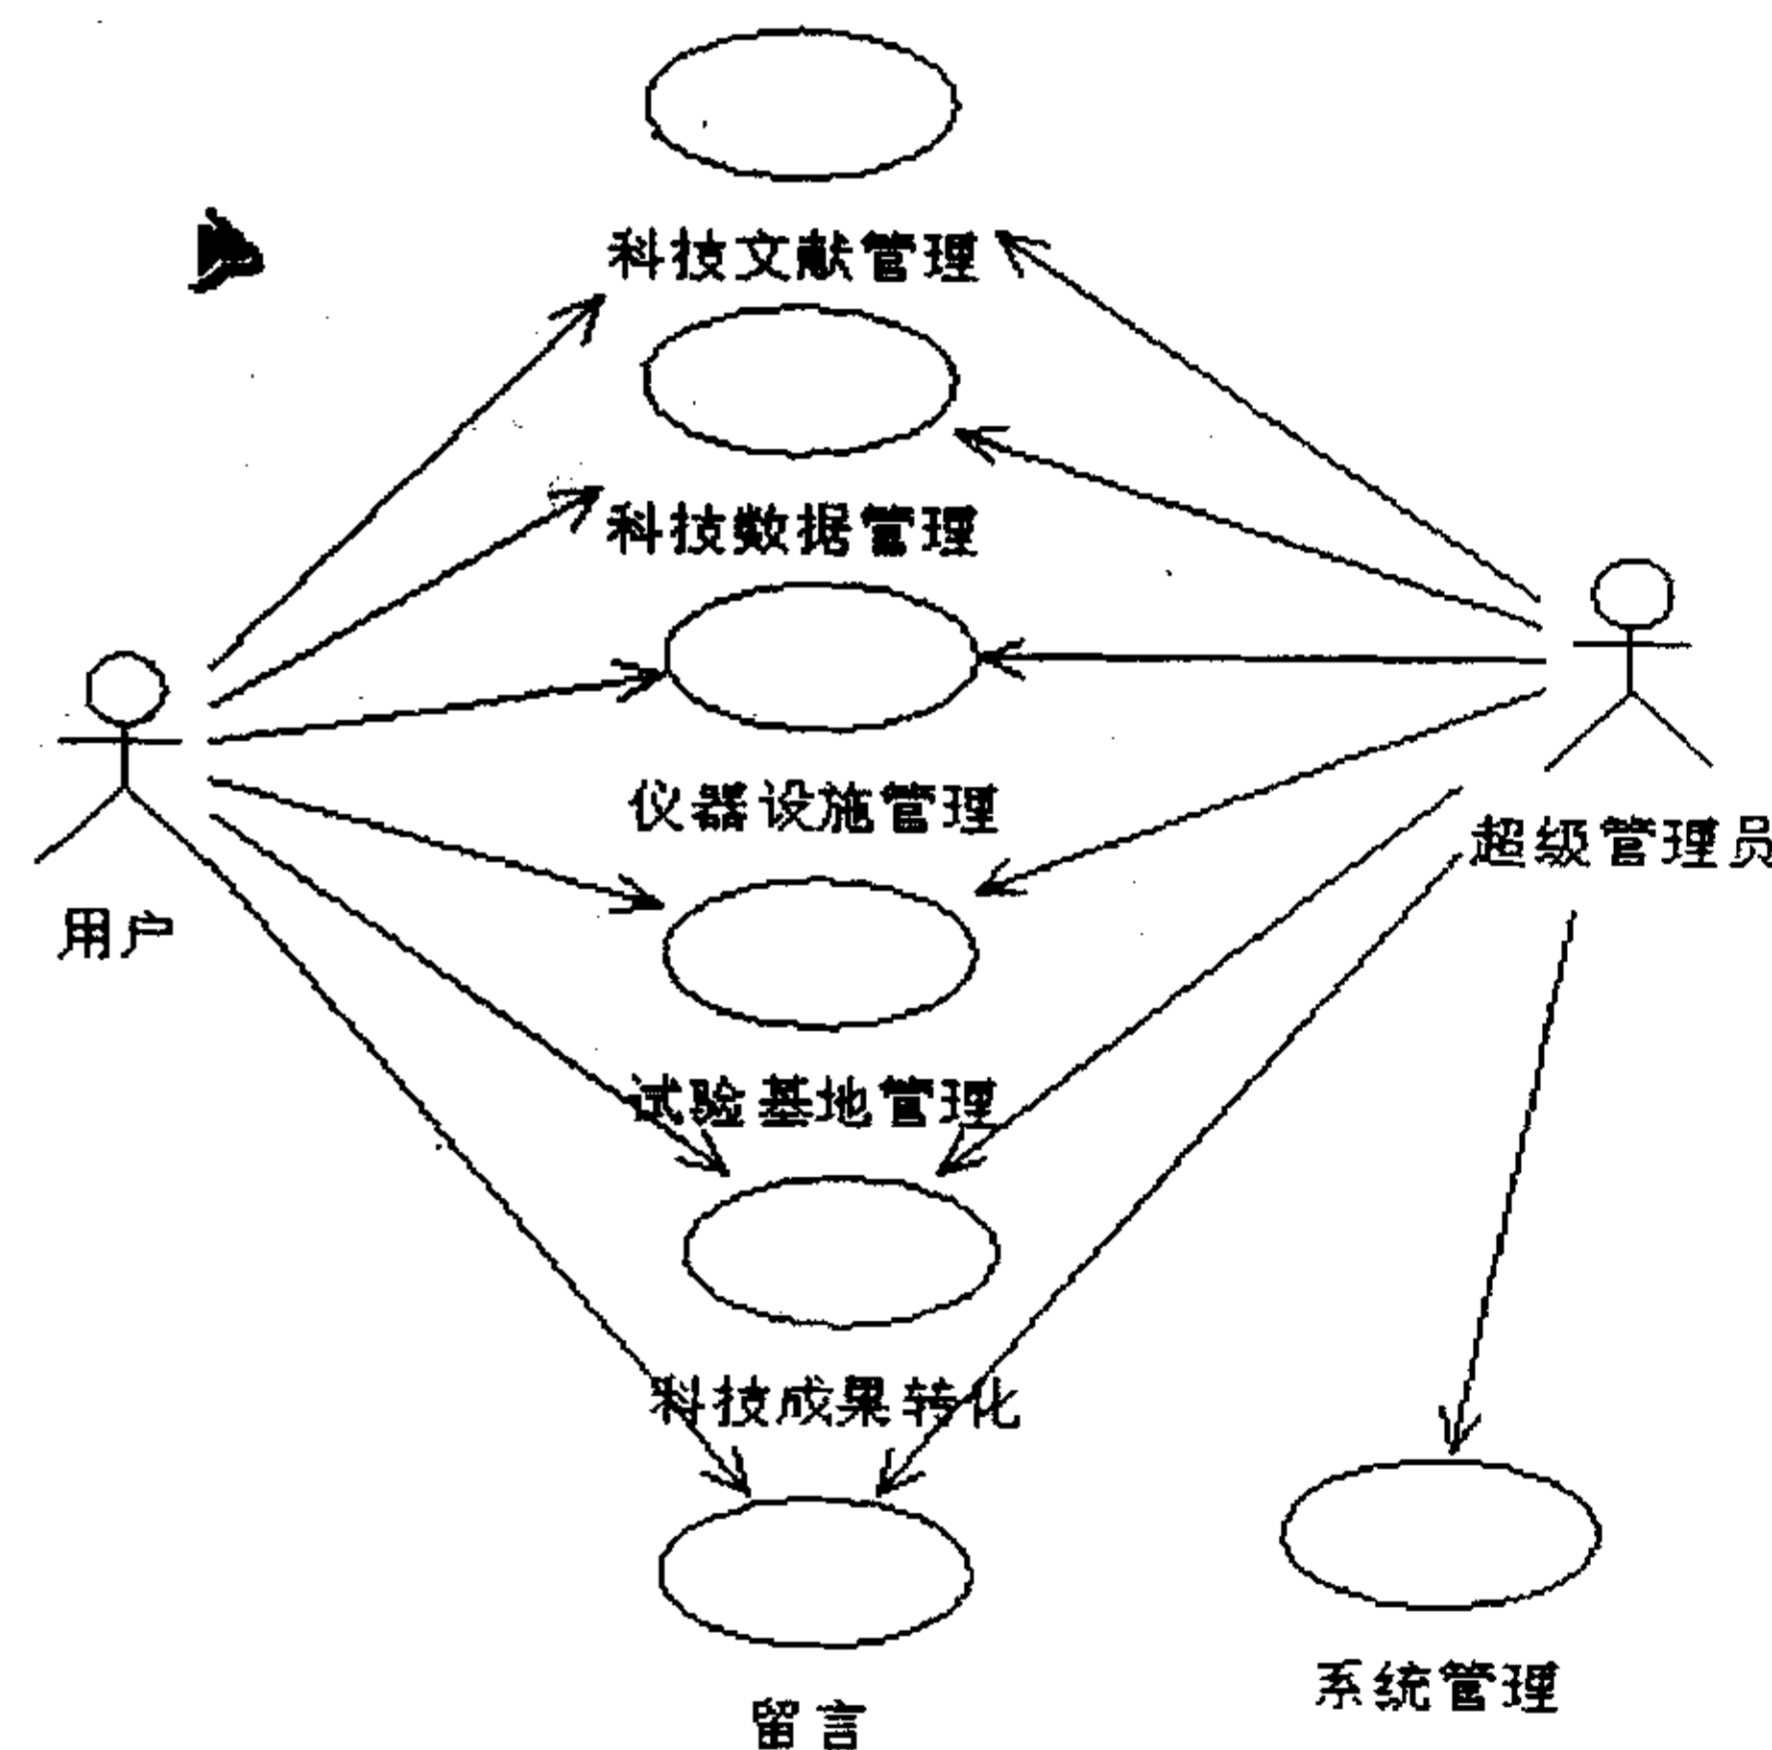 科技文献管理
科技数据管理
仪器设施管理
超级管理员
用户
试验基地管理
科技成果转化
系统管理
留言